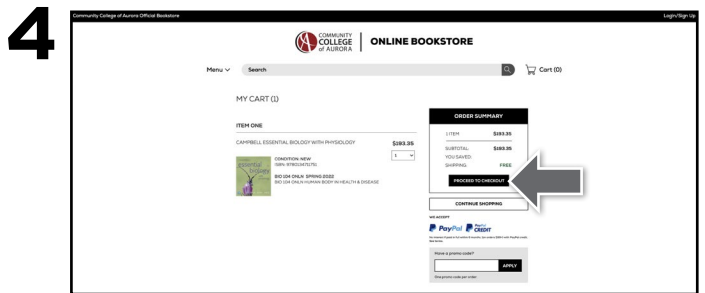 4
Community College of Aurora Official Bookstore
Login/Sign Up
COMMUNITY
COLLEGE
of AURORA
ONLINE BOOKSTORE
Menu
Search
Cart (0)
MY CART (1)
ORDER SUMMARY
ITEM ONE
1 ITEM $193.35
CAMPBELL ESSENTIAL BIOLOGY WITH PHYSIOLOGY $193.35
SUBTOTAL: $193.35
1
YOU SAVED:
CONDITION: NEW
SHIPPING: FREE
essential
biology
BIO 104 ONLN SPRING 2022
BIO 104 ONLN HUMAN BODY IN HEALTH & DISEASE
PROCEED TO CHECKOUT
CONTINUE SHOPPING
WE ACCEPT
PayPal PayPal CREDIT
Have a promo code?
APPLY
One promo code per order.